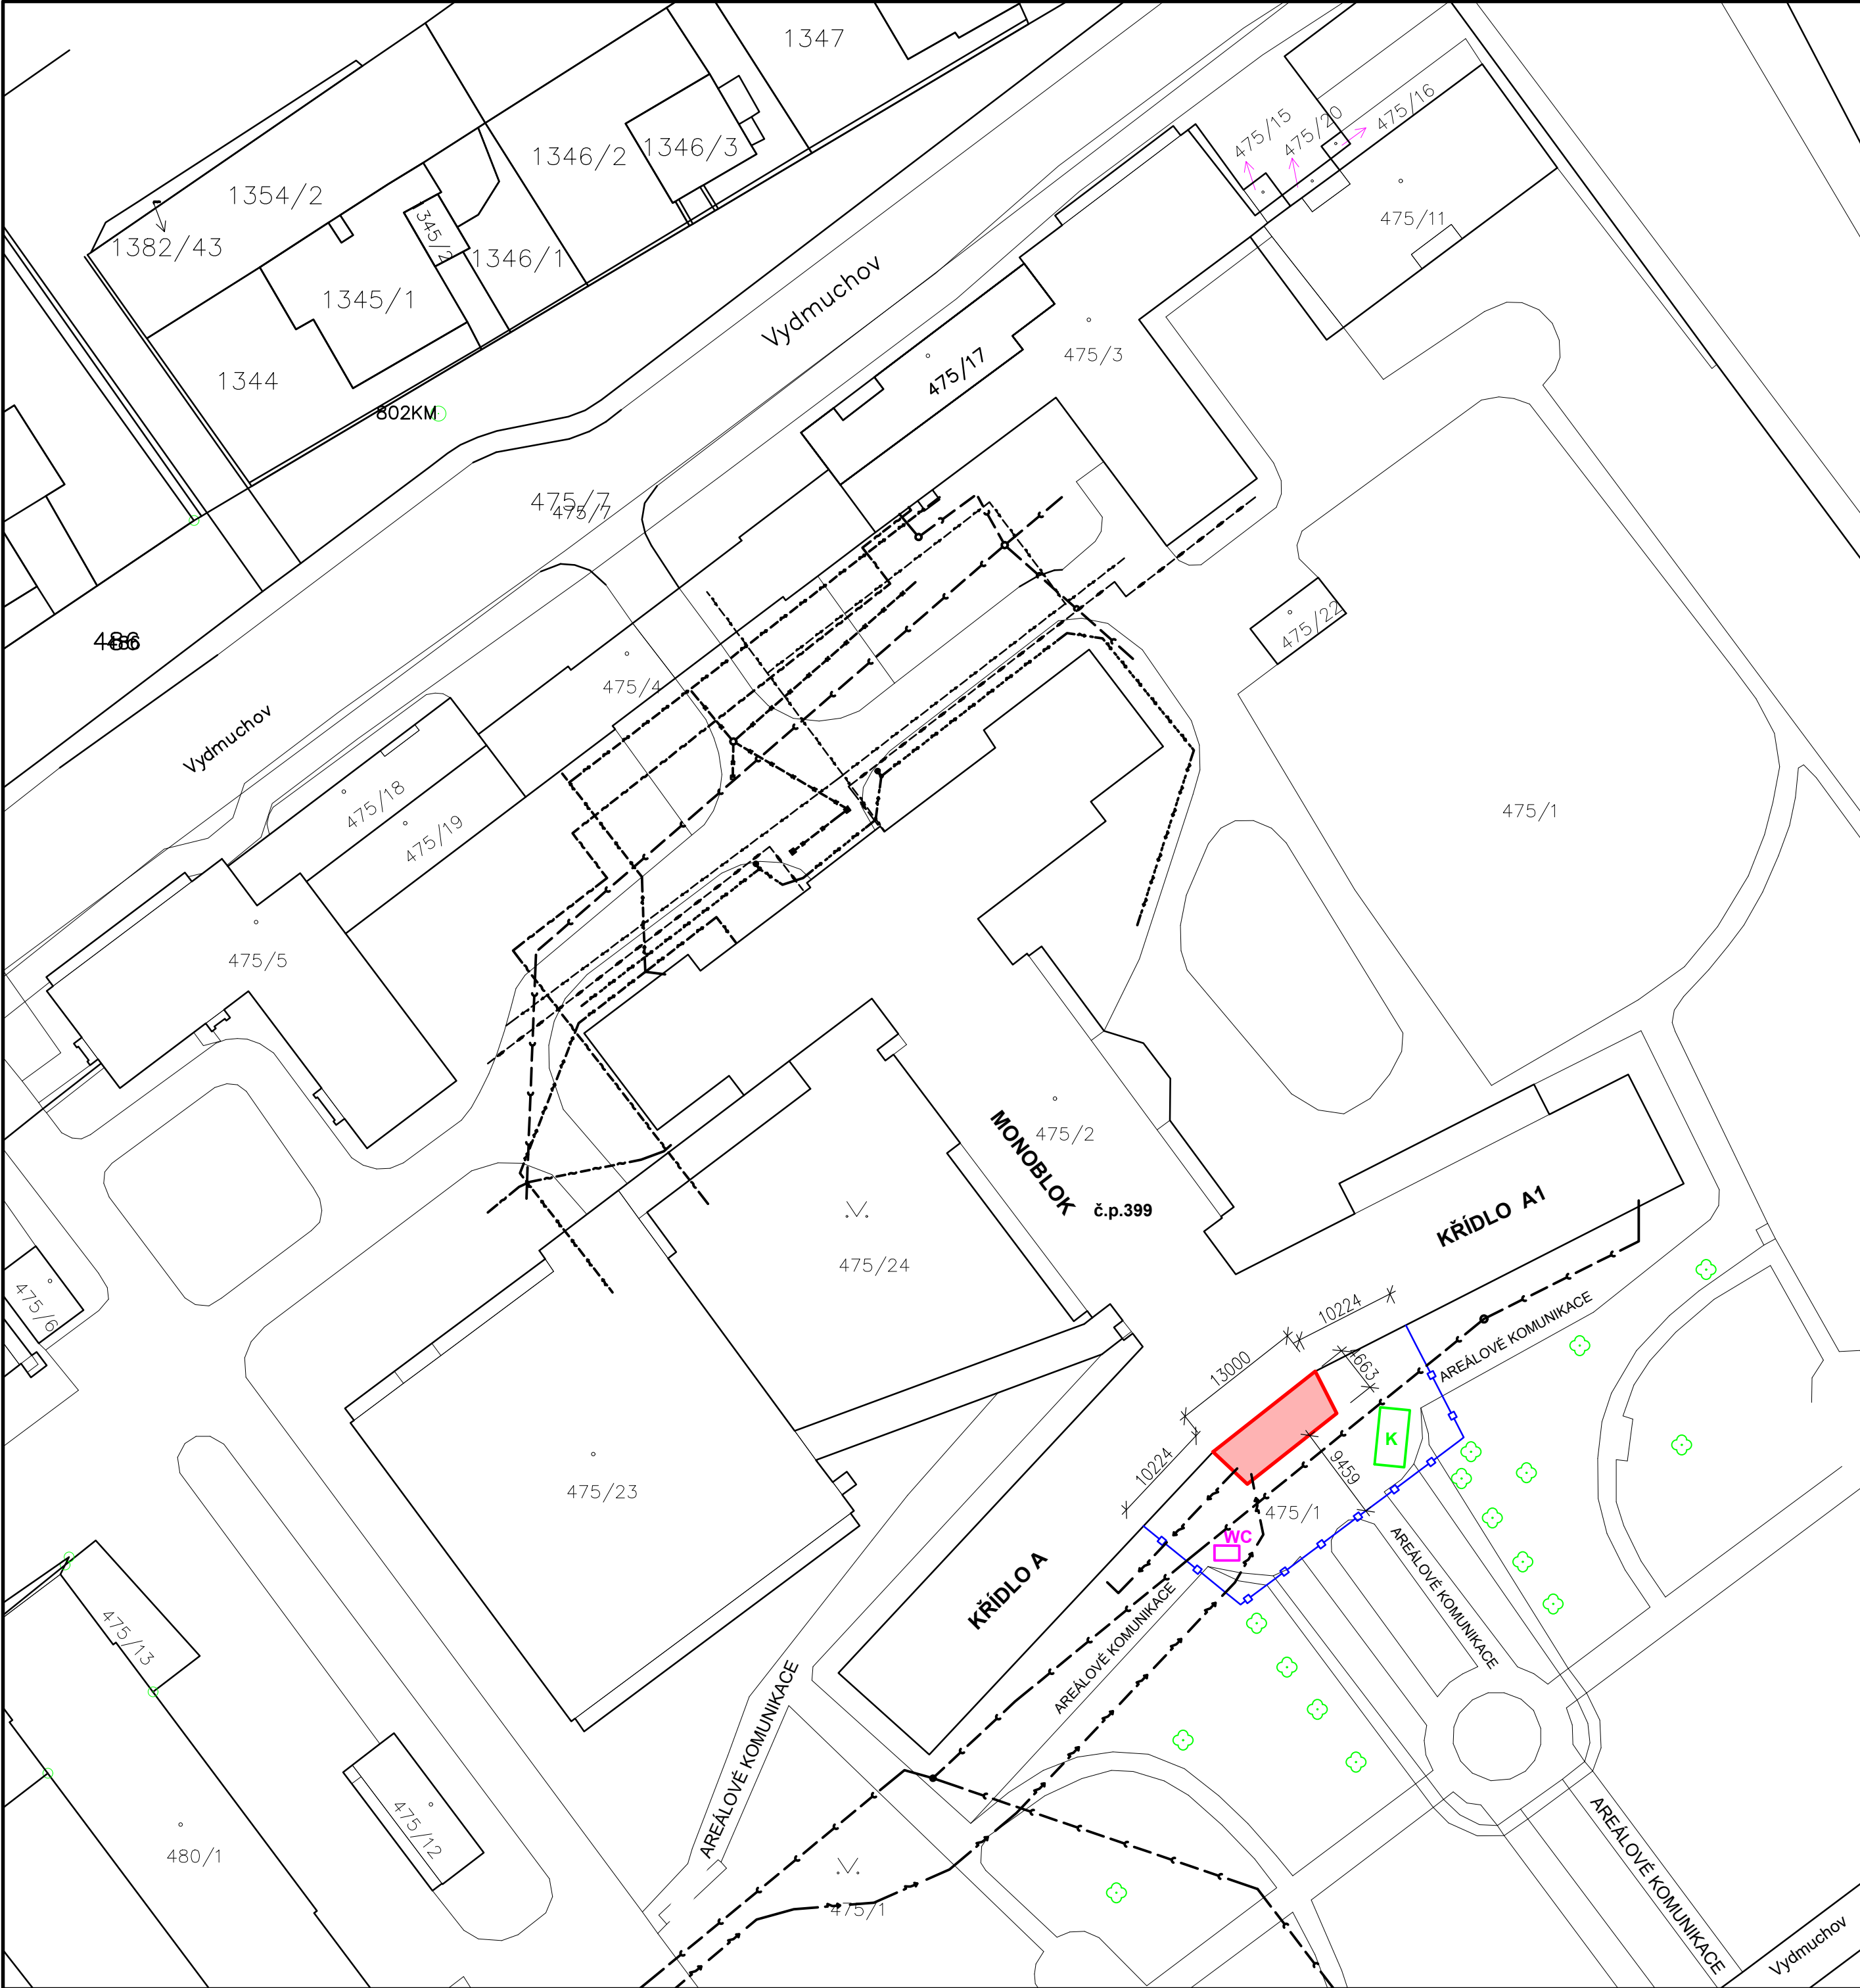 1347
1346/2
1346/3
475/15
475/20
475/16
1354/2
475/11
345/2
1382/43
1346/1
1345/1
Vydmuchov
475/3
475/17
1344
802KM
475/7
475/7
475/22
486
486
475/4
Vydmuchov
475/18
475/19
475/1
475/5
MONOBLOK
475/2
č.p.399
KŘÍDLO A1
475/24
475/6
10224
AREÁLOVÉ KOMUNIKACE
13000
4663
K
10224
9459
475/23
475/1
WC
AREÁLOVÉ KOMUNIKACE
KŘÍDLO A
AREÁLOVÉ KOMUNIKACE
475/13
AREÁLOVÉ KOMUNIKACE
475/12
480/1
AREÁLOVÉ KOMUNIKACE
475/1
Vydmuchov